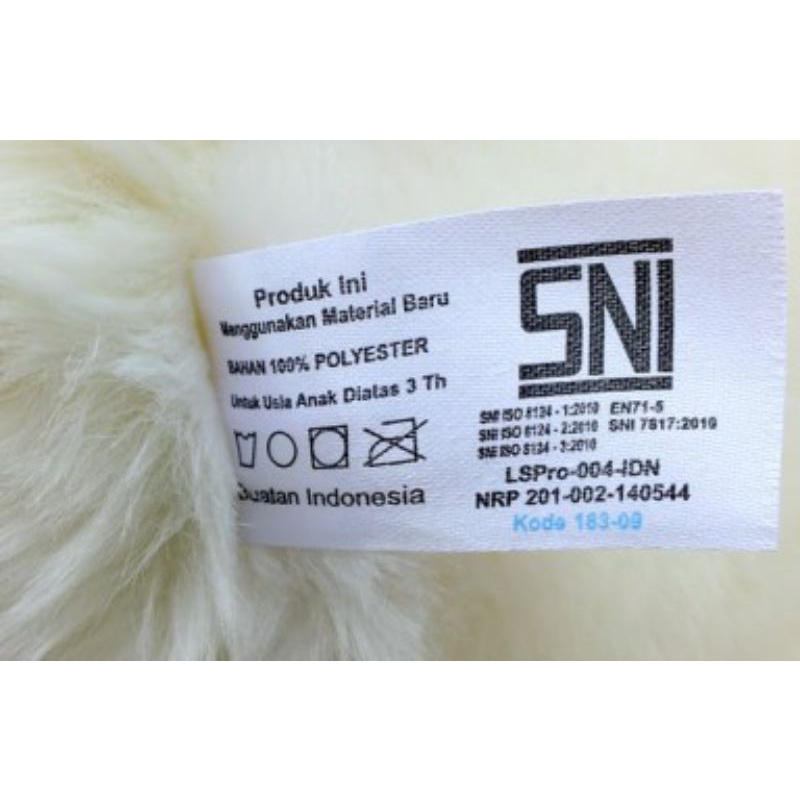 Produk Ini
Menggunakan Material Baru
BAHAN 100% POLYESTER
Untuk Usia Anak Diatas 3 Th
Buatan Indonesia
SNI
SNI ISO 8124 - 1:2010 EN71-5
SNI ISO 8124 - 2:2010 SNI 7617:2010
SNI ISO 8124 - 3:2010
LSPro-004-IDN
NRP 201-002-140544
Kode 183-09